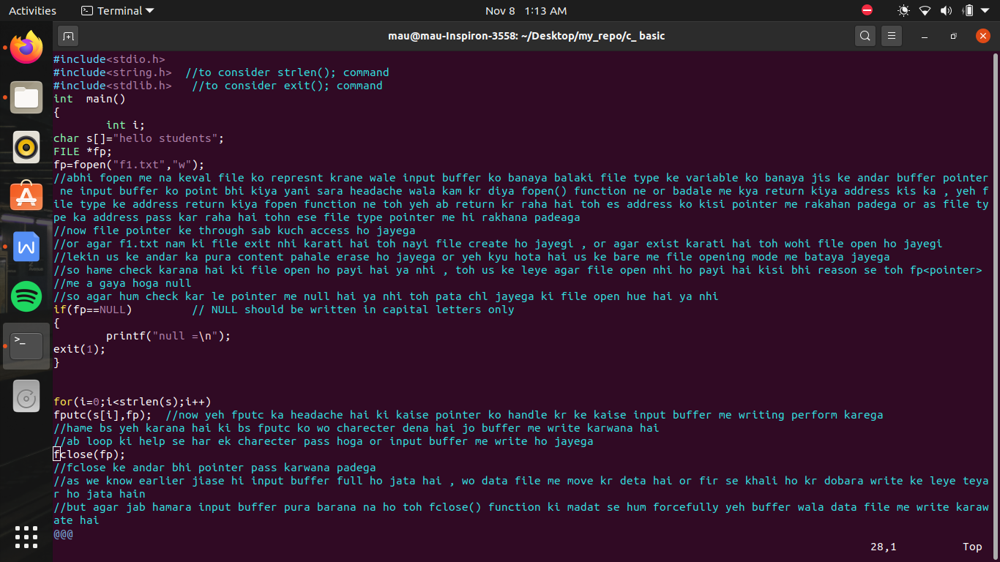 Activities Terminal Nov 8 1:13 AM
mau@mau-Inspiron-3558: ~/Desktop/my_repo/c_ basic
#include<stdio.h>
#include<string.h>  //to consider strlen(); command
#include<stdlib.h>   //to consider exit(); command
int  main()
{
        int i;
char s[]="hello students";
FILE *fp;
fp=fopen("f1.txt","w");
//abhi fopen me na keval file ko represnt krane wale input buffer ko banaya balaki file type ke variable ko banaya jis ke andar buffer pointer
 ne input buffer ko point bhi kiya yani sara headache wala kam kr diya fopen() function ne or badale me kya return kiya address kis ka , yeh f
ile type ke address return kiya fopen function ne toh yeh ab return kr raha hai toh es address ko kisi pointer me rakahan padega or as file ty
pe ka address pass kar raha hai tohn ese file type pointer me hi rakhana padeaga
//now file pointer ke through sab kuch access ho jayega
//or agar f1.txt nam ki file exit nhi karati hai toh nayi file create ho jayegi , or agar exist karati hai toh wohi file open ho jayegi
//lekin us ke andar ka pura content pahale erase ho jayega or yeh kyu hota hai us ke bare me file opening mode me bataya jayega
//so hame check karana hai ki file open ho payi hai ya nhi , toh us ke leye agar file open nhi ho payi hai kisi bhi reason se toh fp<pointer>
//me a gaya hoga null
//so agar hum check kar le pointer me null hai ya nhi toh pata chl jayega ki file open hue hai ya nhi
if(fp==NULL)         // NULL should be written in capital letters only
{
        printf("null =\n");
exit(1);
}
for(i=0;i<strlen(s);i++)
fputc(s[i],fp);  //now yeh fputc ka headache hai ki kaise pointer ko handle kr ke kaise input buffer me writing perform karega
//hame bs yeh karana hai ki bs fputc ko wo charecter dena hai jo buffer me write karwana hai
//ab loop ki help se har ek charecter pass hoga or input buffer me write ho jayega
fclose(fp);
//fclose ke andar bhi pointer pass karwana padega
//as we know earlier jiase hi input buffer full ho jata hai , wo data file me move kr deta hai or fir se khali ho kr dobara write ke leye teya
r ho jata hain
//but agar jab hamara input buffer pura barana na ho toh fclose() function ki madat se hum forcefully yeh buffer wala data file me write karaw
ate hai
@@@
28,1 Top